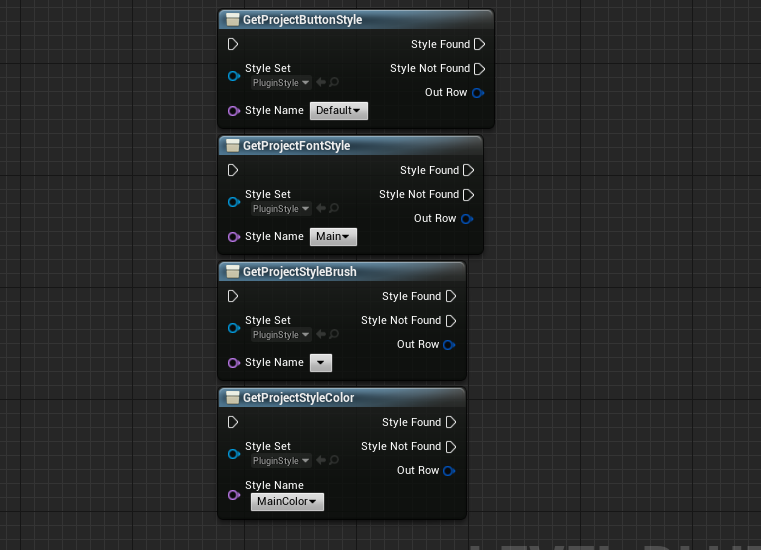 GetProjectButtonStyle
Style Found
Style Set
PluginStyle
Style Not Found
Out Row
Style Name Default
GetProjectFontStyle
Style Found
Style Set
PluginStyle
Style Not Found
Out Row
Style Name Main
GetProjectStyleBrush
Style Found
Style Set
PluginStyle
Style Not Found
Out Row
Style Name
GetProjectStyleColor
Style Found
Style Set
PluginStyle
Style Not Found
Out Row
Style Name
MainColor